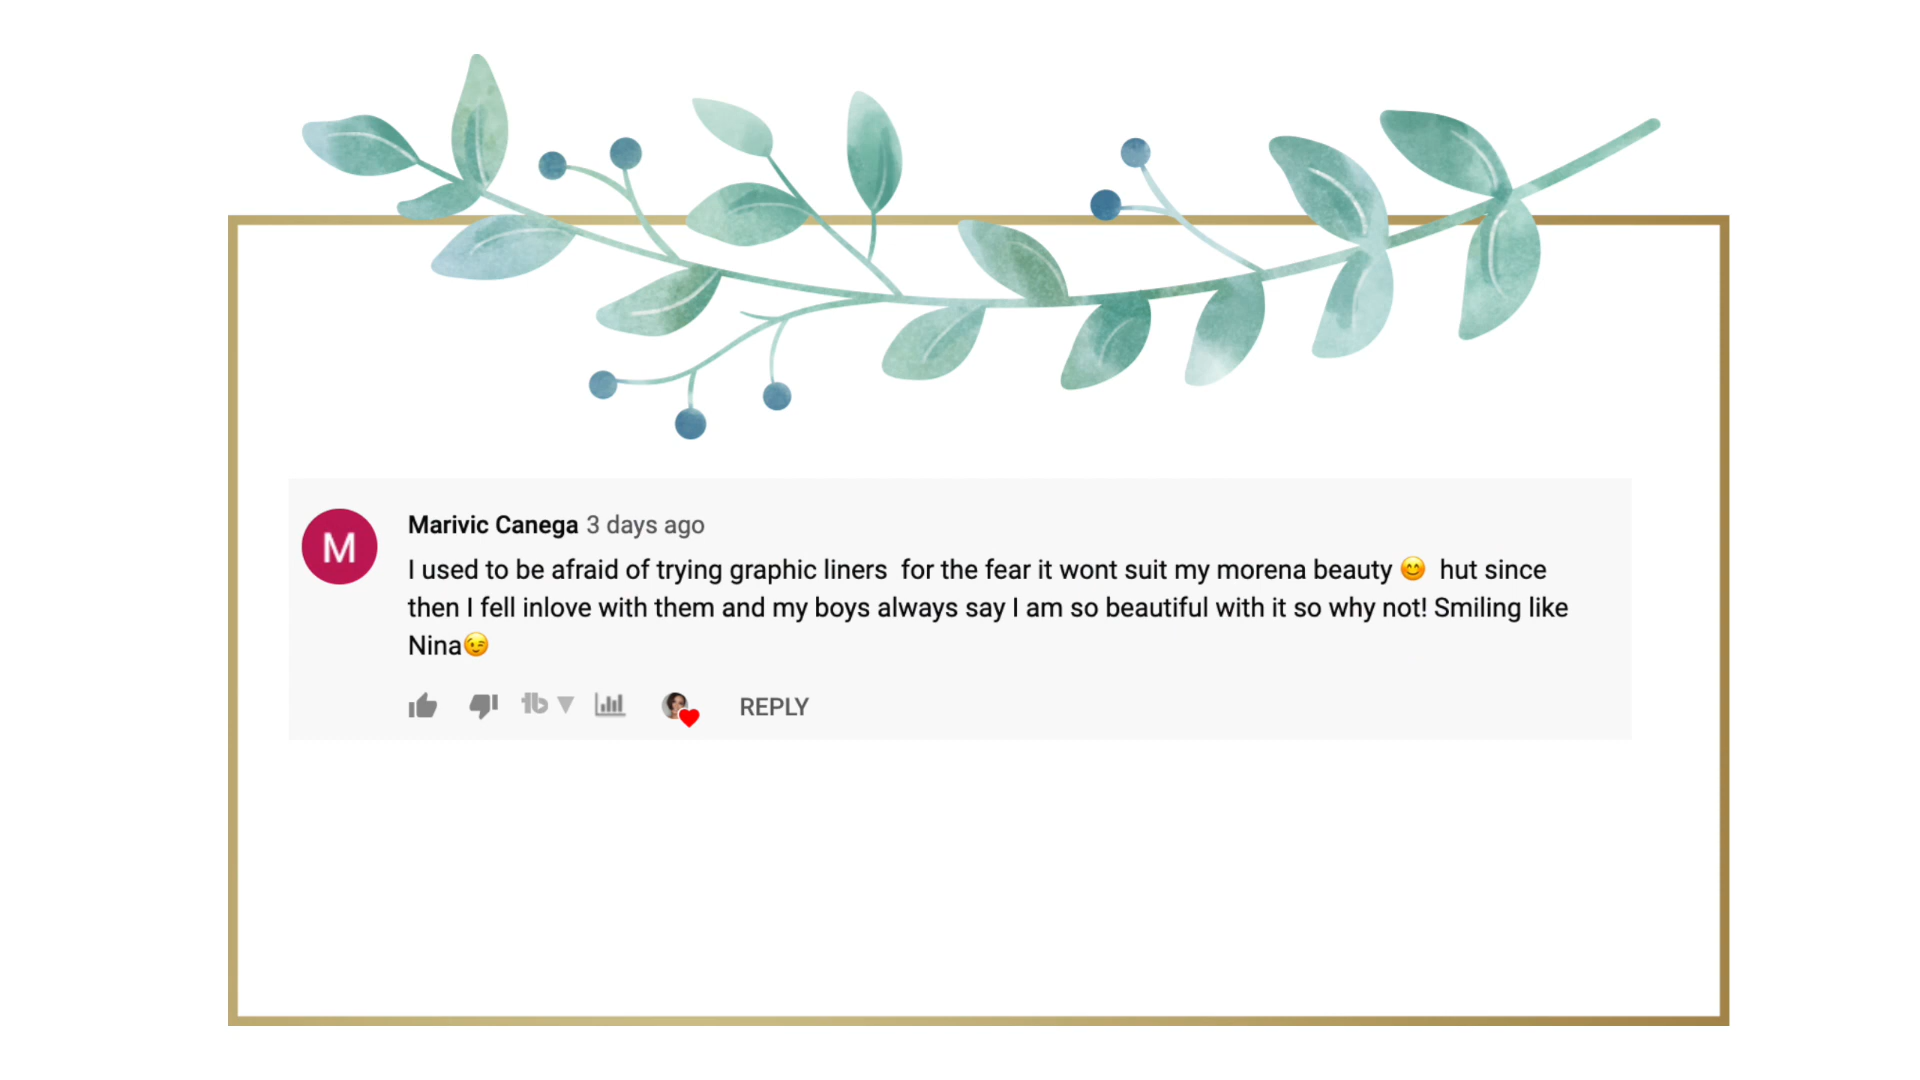 M
Marivic Canega 3 days ago
I used to be afraid of trying graphic liners  for the fear it wont suit my morena beauty 😊  hut since
then I fell inlove with them and my boys always say I am so beautiful with it so why not! Smiling like
Nina😉
tb
REPLY